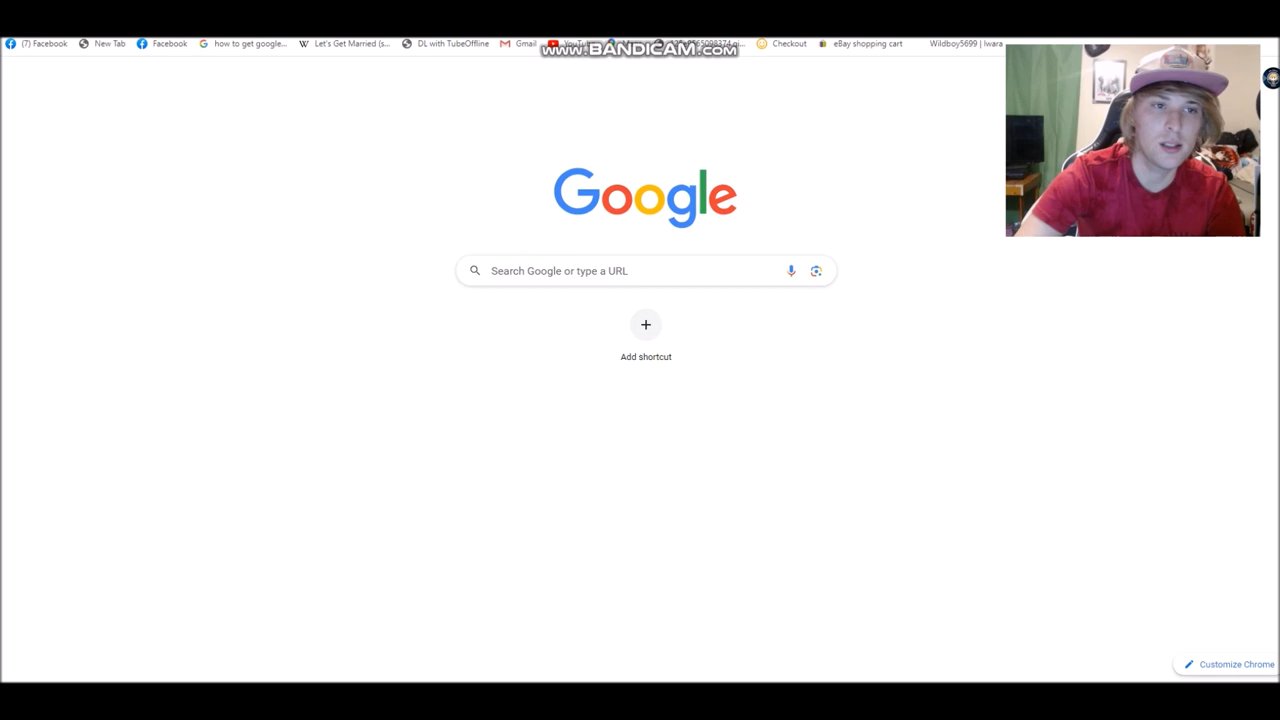 (7) Facebook
New Tab
Facebook
how to get google...
Let's Get Married (s...
DL with TubeOffline
Gmail
WWW.BANDICAM.COM
Checkout
eBay shopping cart
Wildboy5699 | Iwara
Google
Search Google or type a URL
Add shortcut
Customize Chrome